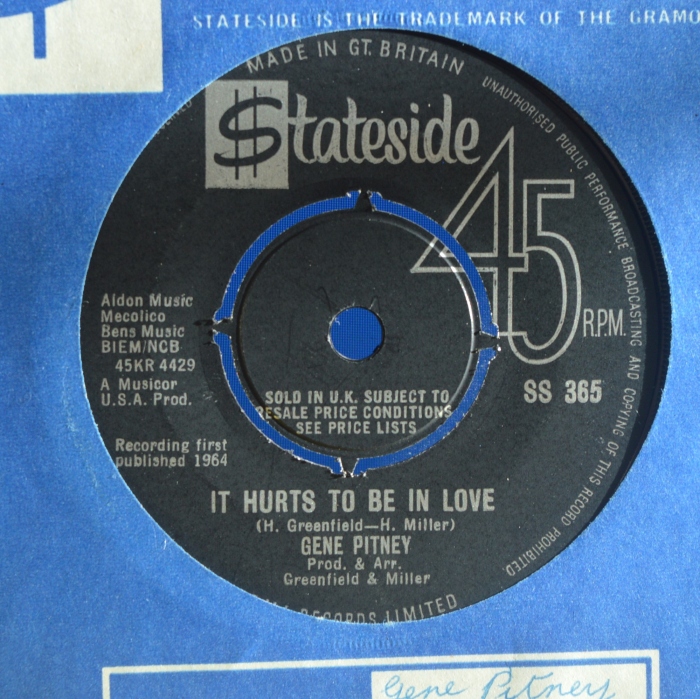 STATESIDE IS THE TRADEMARK OF THE
MADE IN GT. BRITAIN
UNAUTHORISED PUBLIC PERFORMANCE BROADCASTING AND COPYING OF THIS RECORD PROHIBITED
$tateside
45
R.P.M.
SS 365
Aldon Music
Mecolico
Bens Music
BIEM/NCB
45KR 4429
A Musicor
U.S.A. Prod.
Recording first
published 1964
SOLD IN U.K. SUBJECT TO
RESALE PRICE CONDITIONS
SEE PRICE LISTS
IT HURTS TO BE IN LOVE
(H. Greenfield—H. Miller)
GENE PITNEY
Prod. & Arr.
Greenfield & Miller
RECORDS LIMITED
Gene Pitney